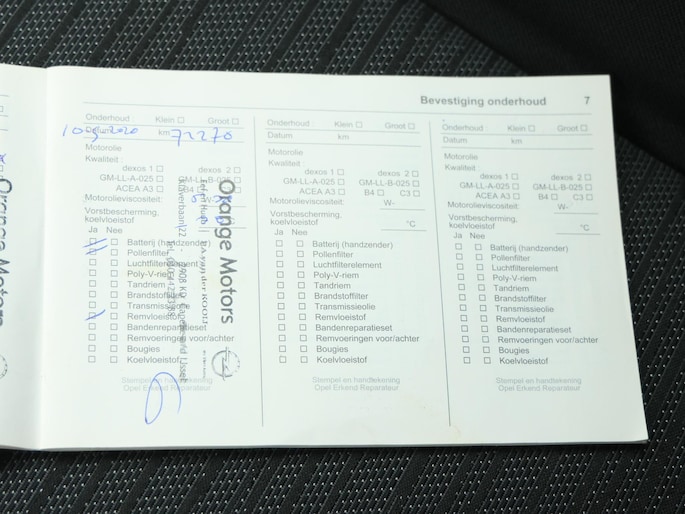 Bevestiging onderhoud 7
Onderhoud Klein Groot
Datum 10 km 72270
Motorolie
Kwaliteit
dexos 1 dexos 2
GM-LL-A-025 GM-LL-B-025
ACEA A3 B4
Motorolieviscositeit: W-
Vorstbescherming.
koelvloeistof:
Ja Nee
Batterij (handzender)
Pollenfilter
Luchtfilterelement
Poly-V-riem
Tandriem
Brandstoffilter
Transmissieolie
Remvloeistof
Bandenreparatieset
Remvoeringen voor/achter
Bougies
Koelvloeistof
Stempel en handtekening
Opel Erkend Reparateur
Orange Motors
Onderhoud Klein Groot
Datum km
Motorolie
Kwaliteit:
dexos 1 dexos 2
GM-LL-A-025 GM-LL-B-025
ACEA A3 B4 C3
Motorolieviscositeit: W-
Vorstbescherming.
koelvloeistof: °C
Ja Nee
Batterij (handzender)
Pollenfilter
Luchtfilterelement
Poly-V-riem
Tandriem
Brandstoffilter
Transmissieolie
Remvloeistof
Bandenreparatieset
Remvoeringen voor/achter
Bougies
Koelvloeistof
Stempel en handtekening
Opel Erkend Reparateur
Onderhoud Klein Groot
Datum km
Motorolie
Kwaliteit:
dexos 1 dexos 2
GM-LL-A-025 GM-LL-B-025
ACEA A3 B4 C3
Motorolieviscositeit: W-
Vorstbescherming.
koelvloeistof: °C
Ja Nee
Batterij (handzender)
Pollenfilter
Luchtfilterelement
Poly-V-riem
Tandriem
Brandstoffilter
Transmissieolie
Remvloeistof
Bandenreparatieset
Remvoeringen voor/achter
Bougies
Koelvloeistof
Stempel en handtekening
Opel Erkend Reparateur